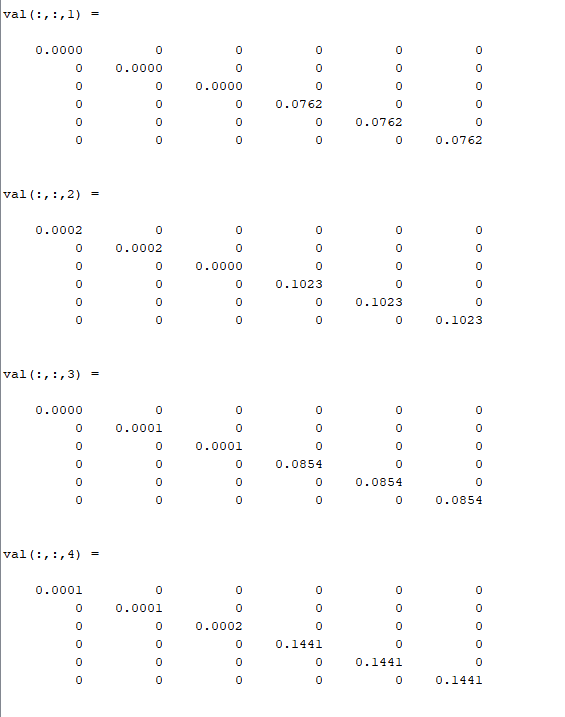 val(:,:,1) =
0.0000 0 0 0 0 0
0 0.0000 0 0 0 0
0 0 0.0000 0 0 0
0 0 0 0.0762 0 0
0 0 0 0 0.0762 0
0 0 0 0 0 0.0762
val(:,:,2) =
0.0002 0 0 0 0 0
0 0.0002 0 0 0 0
0 0 0.0000 0 0 0
0 0 0 0.1023 0 0
0 0 0 0 0.1023 0
0 0 0 0 0 0.1023
val(:,:,3) =
0.0000 0 0 0 0 0
0 0.0001 0 0 0 0
0 0 0.0001 0 0 0
0 0 0 0.0854 0 0
0 0 0 0 0.0854 0
0 0 0 0 0 0.0854
val(:,:,4) =
0.0001 0 0 0 0 0
0 0.0001 0 0 0 0
0 0 0.0002 0 0 0
0 0 0 0.1441 0 0
0 0 0 0 0.1441 0
0 0 0 0 0 0.1441